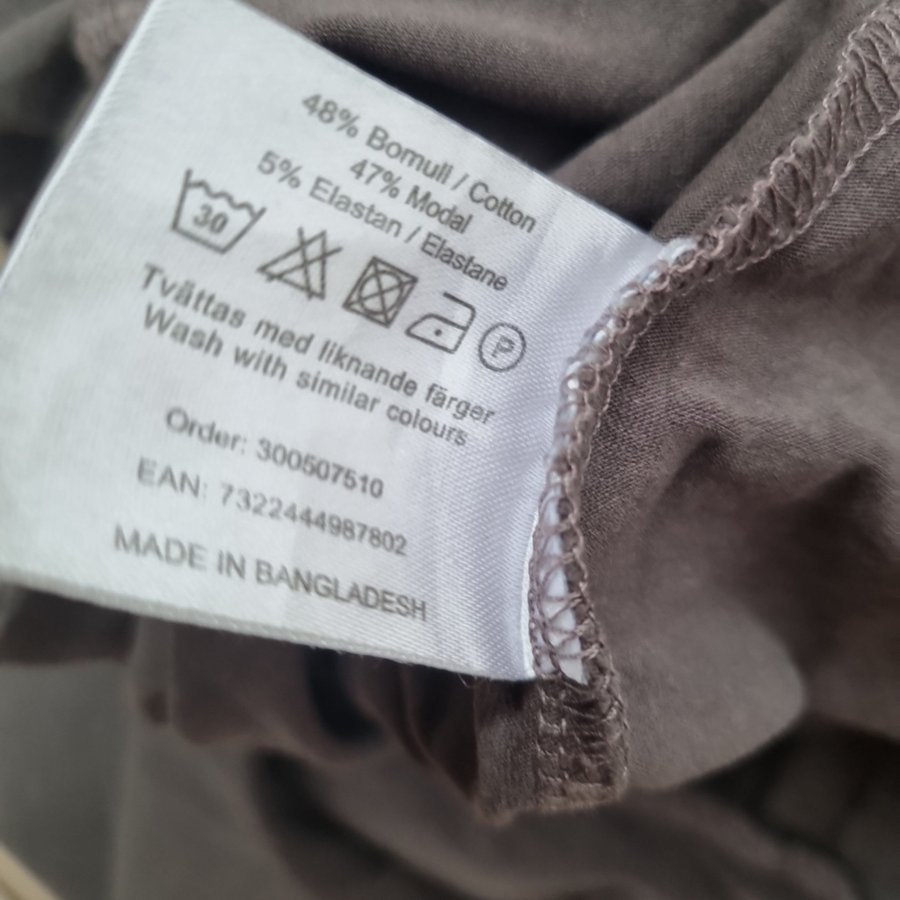 48% Bomull / Cotton
47% Modal
5% Elastan / Elastane
30
P
Tvättas med liknande färger
Wash with similar colours
Order: 300507510
EAN: 7322444987802
MADE IN BANGLADESH